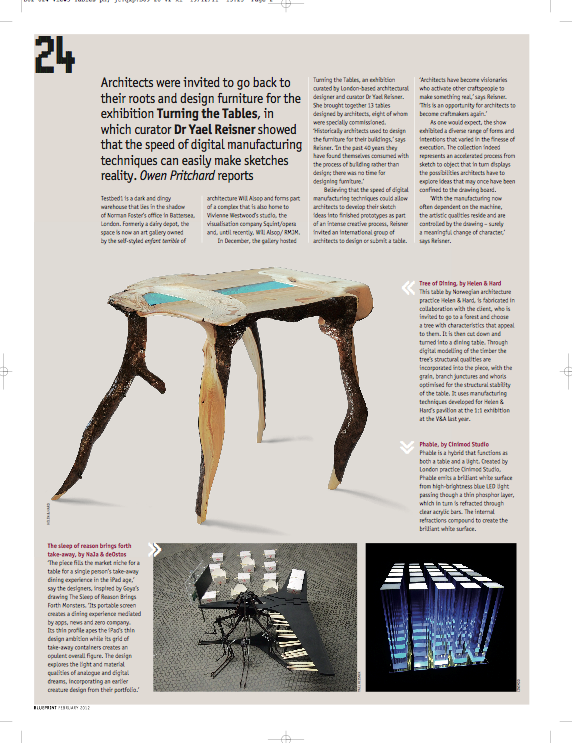 24
Architects were invited to go back to
their roots and design furniture for the
exhibition Turning the Tables, in
which curator Dr Yael Reisner showed
that the speed of digital manufacturing
techniques can easily make sketches
reality. Owen Pritchard reports
Testbed1 is a dark and dingy
warehouse that lies in the shadow
of Norman Foster's office in Battersea,
London. Formerly a dairy depot, the
space is now an art gallery owned
by the self-styled enfant terrible of
architecture Will Alsop and forms part
of a complex that is also home to
Vivienne Westwood's studio, the
visualisation company Squint/opera
and, until recently, Will Alsop/ RMJM.
In December, the gallery hosted
Turning the Tables, an exhibition
curated by London-based architectural
designer and curator Dr Yael Reisner.
She brought together 13 tables
designed by architects, eight of whom
were specially commissioned.
'Historically architects used to design
the furniture for their buildings,' says
Reisner. 'In the past 40 years they
have found themselves consumed with
the process of building rather than
design; there was no time for
designing furniture.'
Believing that the speed of digital
manufacturing techniques could allow
architects to develop their sketch
ideas into finished prototypes as part
of an intense creative process, Reisner
invited an international group of
architects to design or submit a table.
'Architects have become visionaries
who activate other craftspeople to
make something real,' says Reisner.
'This is an opportunity for architects to
become craftmakers again.'
As one would expect, the show
exhibited a diverse range of forms and
intentions that varied in the finesse of
execution. The collection indeed
represents an accelerated process from
sketch to object that in turn displays
the possibilities architects have to
explore ideas that may once have been
confined to the drawing board.
'With the manufacturing now
often dependent on the machine,
the artistic qualities reside and are
controlled by the drawing – surely
a meaningful change of character,'
says Reisner.
Tree of Dining, by Helen & Hard
This table by Norwegian architecture
practice Helen & Hard, is fabricated in
collaboration with the client, who is
invited to go to a forest and choose
a tree with characteristics that appeal
to them. It is then cut down and
turned into a dining table. Through
digital modelling of the timber the
tree's structural qualities are
incorporated into the piece, with the
grain, branch junctures and whorls
optimised for the structural stability
of the table. It uses manufacturing
techniques developed for Helen &
Hard's pavilion at the 1:1 exhibition
at the V&A last year.
Phable, by Cinimod Studio
Phable is a hybrid that functions as
both a table and a light. Created by
London practice Cinimod Studio,
Phable emits a brilliant white surface
from high-brightness blue LED light
passing though a thin phosphor layer,
which in turn is refracted through
clear acrylic bars. The internal
refractions compound to create the
brilliant white surface.
The sleep of reason brings forth
take-away, by NaJa & deOstos
'The piece fills the market niche for a
table for a single person's take-away
dining experience in the iPad age,'
say the designers, inspired by Goya's
drawing The Sleep of Reason Brings
Forth Monsters. 'Its portable screen
creates a dining experience mediated
by apps, news and zero company.
Its thin profile apes the iPad's thin
design ambition while its grid of
take-away containers creates an
opulent overall figure. The design
explores the light and material
qualities of analogue and digital
dreams, incorporating an earlier
creature design from their portfolio.'
BLUEPRINT FEBRUARY 2012